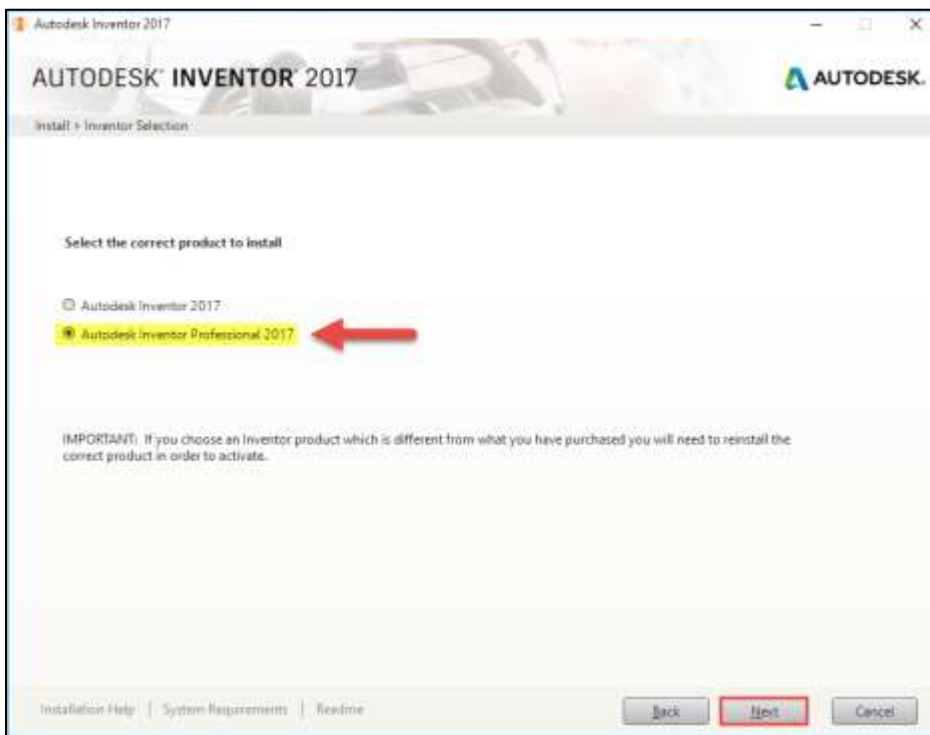 Autodesk Inventor 2017
AUTODESK® INVENTOR® 2017
AUTODESK.
Install > Inventor Selection
Select the correct product to install
Autodesk Inventor 2017
Autodesk Inventor Professional 2017
IMPORTANT: If you choose an Inventor product which is different from what you have purchased you will need to reinstall the
correct product in order to activate.
Installation Help | System Requirements | Readme
Back Next Cancel